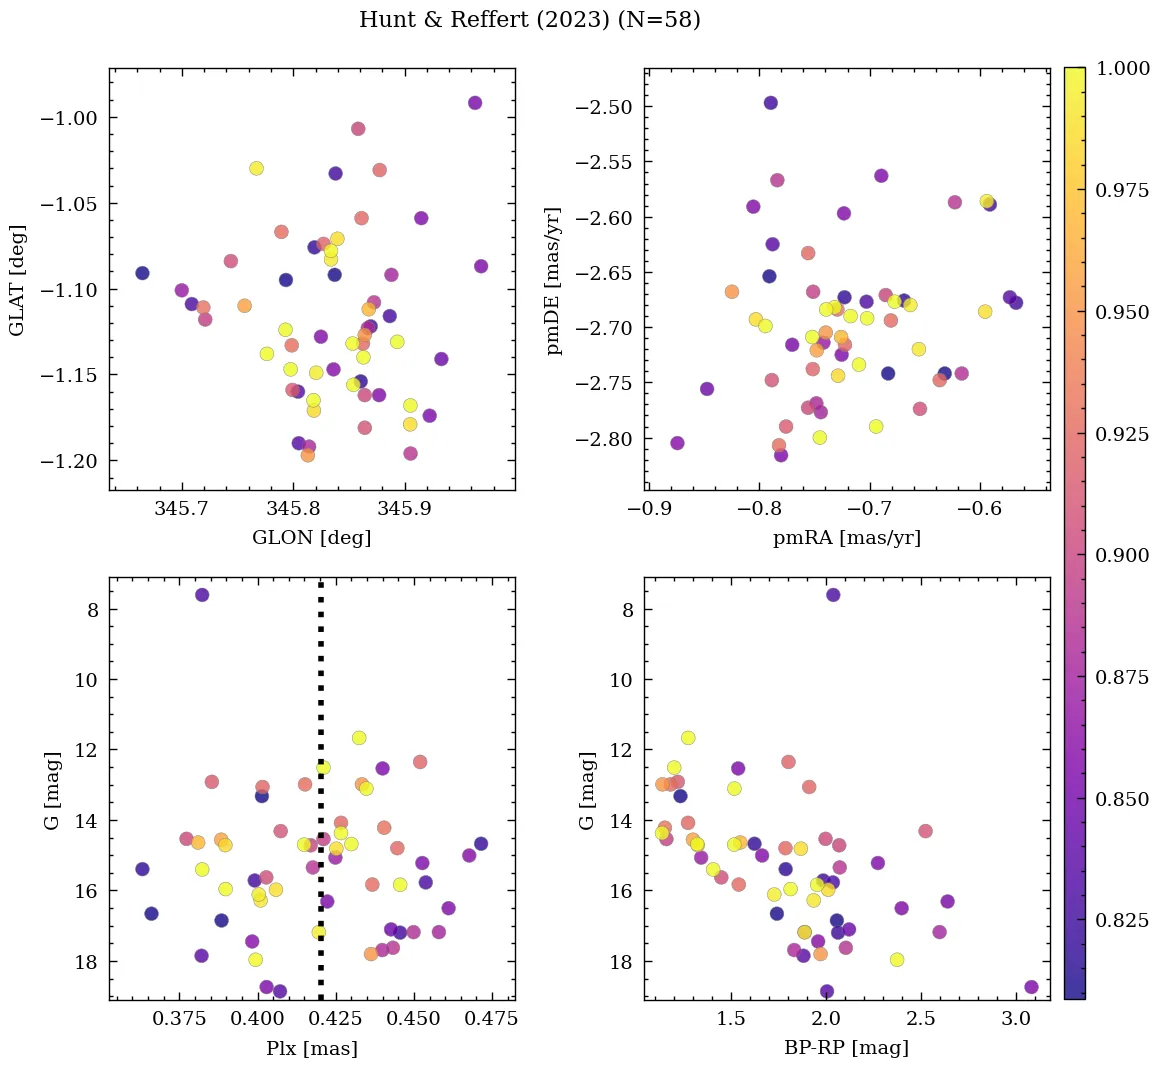 Hunt & Reffert (2023) (N=58)
−1.00
−1.05
−1.10
−1.15
−1.20
GLAT [deg]
345.7 345.8 345.9
GLON [deg]
−2.50
−2.55
−2.60
−2.65
−2.70
−2.75
−2.80
pmDE [mas/yr]
−0.9 −0.8 −0.7 −0.6
pmRA [mas/yr]
8
10
12
14
16
18
G [mag]
0.375 0.400 0.425 0.450 0.475
Plx [mas]
8
10
12
14
16
18
G [mag]
1.5 2.0 2.5 3.0
BP-RP [mag]
1.000
0.975
0.950
0.925
0.900
0.875
0.850
0.825